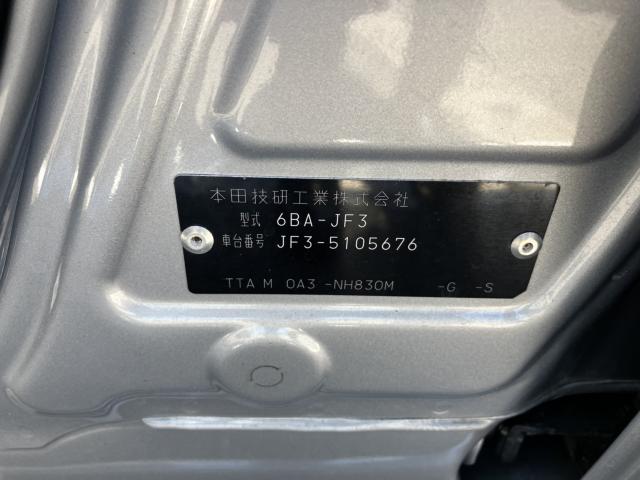 本田技研工業株式会社
型式 6BA-JF3
車台番号 JF3-5105676
TTA M 0A3 -NH830M -G -S